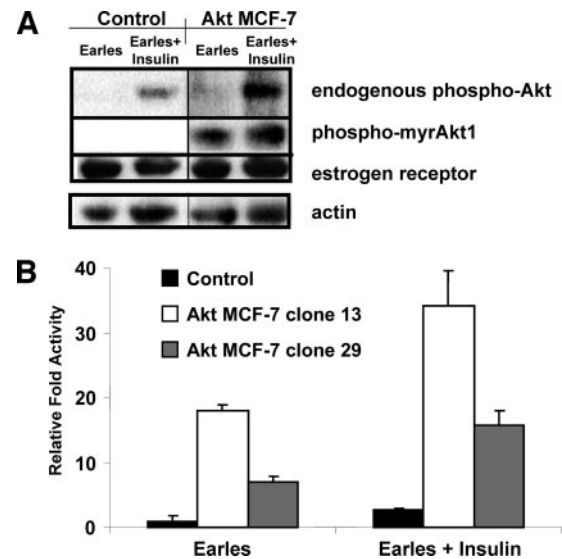 A
Control Akt MCF-7
Earles Earles+ Insulin Earles Earles+ Insulin
endogenous phospho-Akt
phospho-myrAkt1
estrogen receptor
actin
B
Control
Akt MCF-7 clone 13
Akt MCF-7 clone 29
Relative Fold Activity
40
30
20
10
0
Earles Earles + Insulin